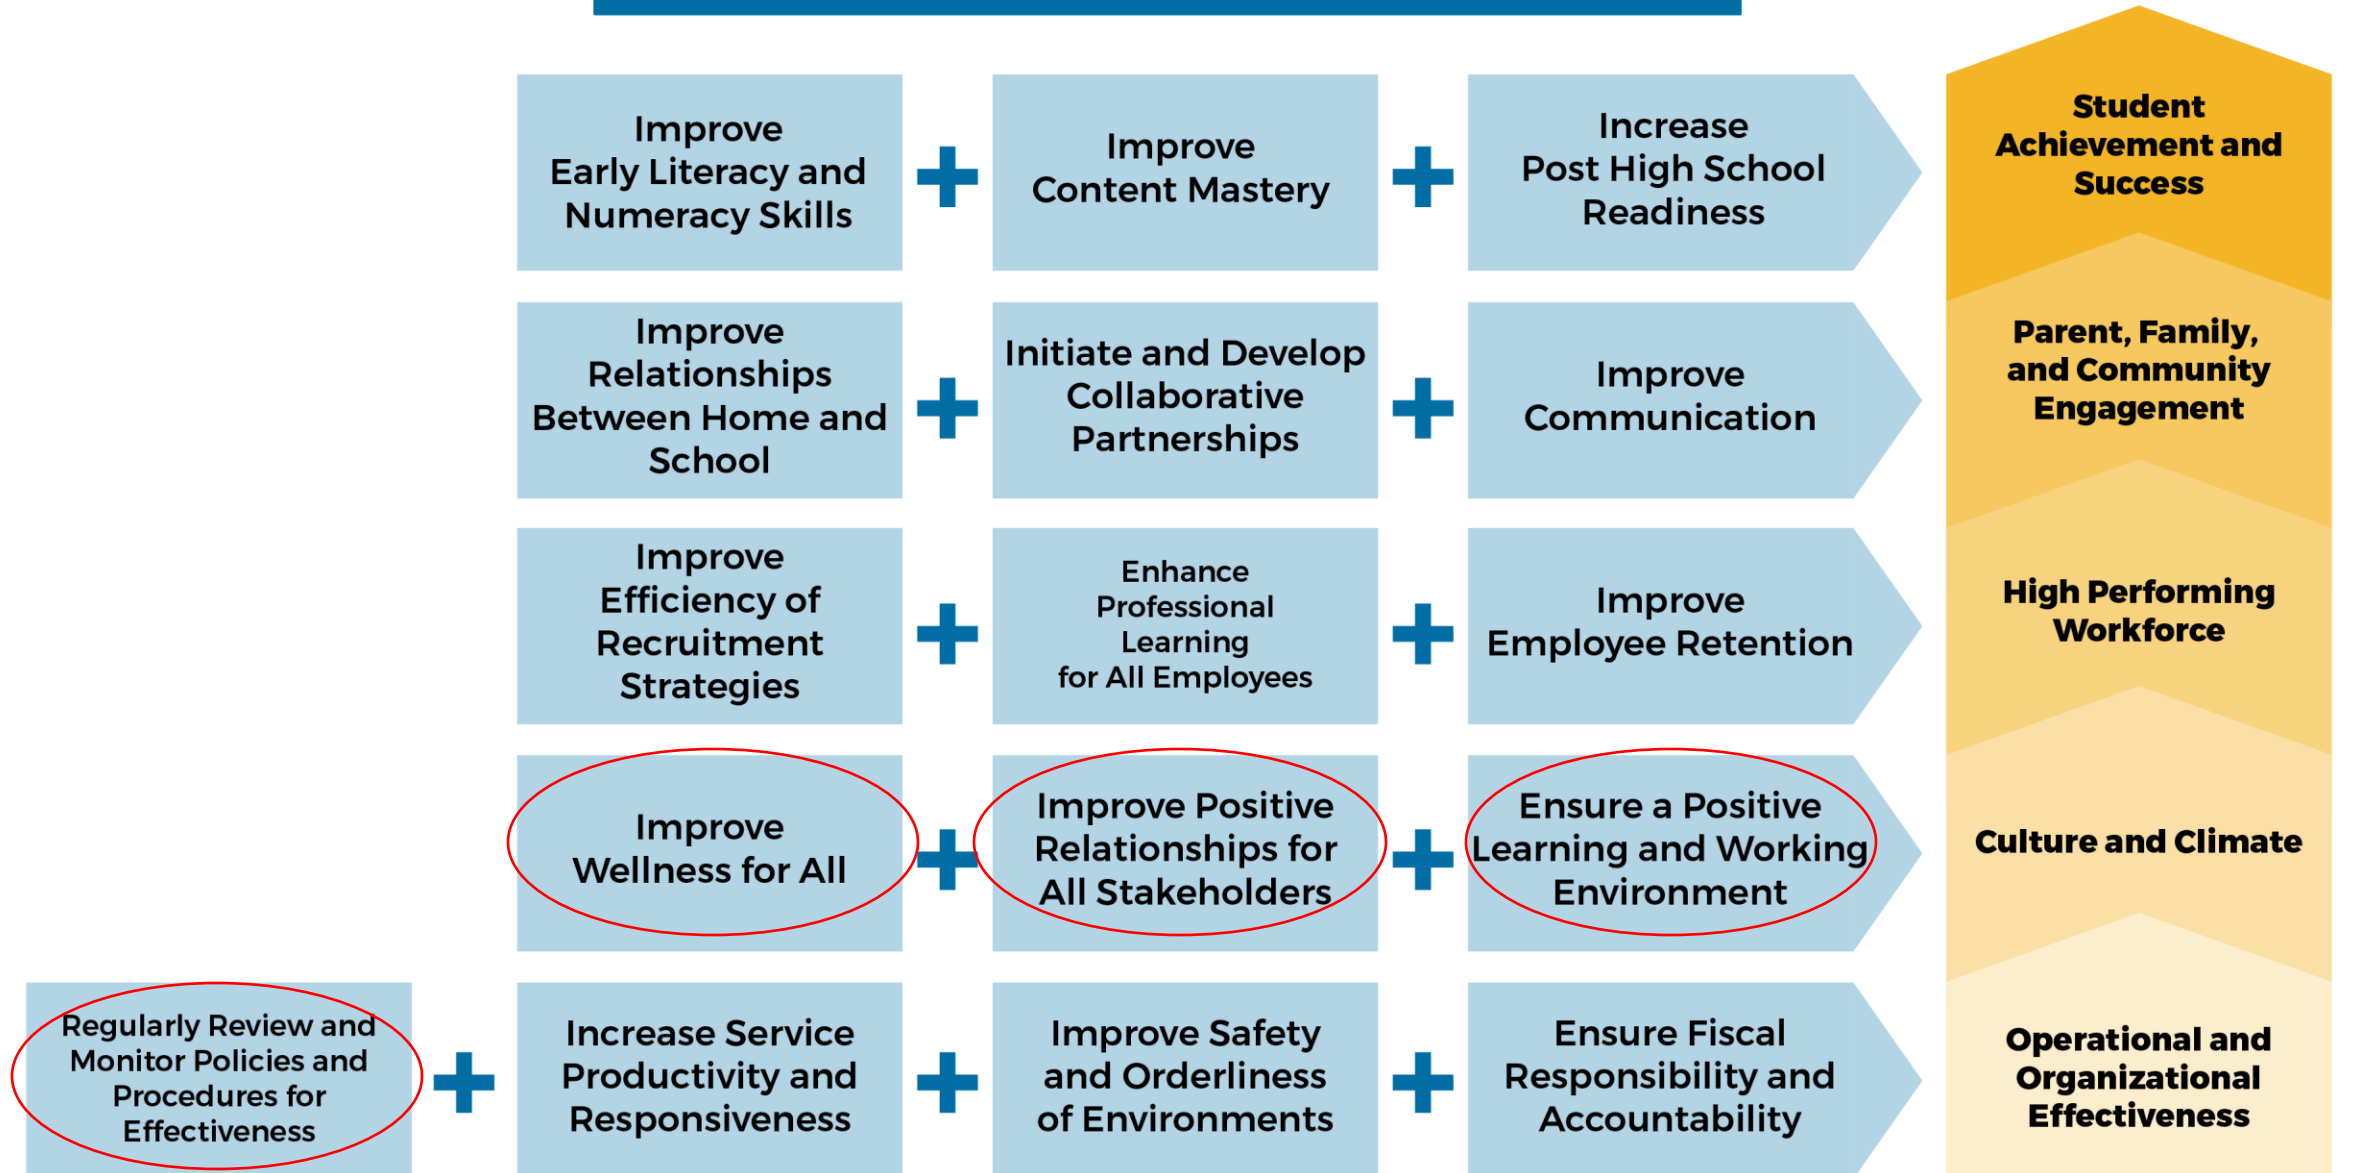 Improve
Early Literacy and
Numeracy Skills
Improve
Content Mastery
Increase
Post High School
Readiness
Student
Achievement and
Success
Improve
Relationships
Between Home and
School
Initiate and Develop
Collaborative
Partnerships
Improve
Communication
Parent, Family,
and Community
Engagement
Improve
Efficiency of
Recruitment
Strategies
Enhance
Professional
Learning
for All Employees
Improve
Employee Retention
High Performing
Workforce
Improve
Wellness for All
Improve Positive
Relationships for
All Stakeholders
Ensure a Positive
Learning and Working
Environment
Culture and Climate
Regularly Review and
Monitor Policies and
Procedures for
Effectiveness
Increase Service
Productivity and
Responsiveness
Improve Safety
and Orderliness
of Environments
Ensure Fiscal
Responsibility and
Accountability
Operational and
Organizational
Effectiveness